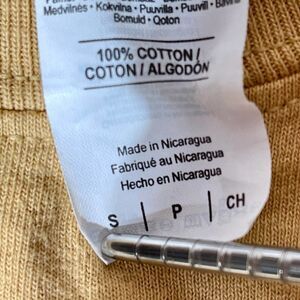 Medvilnės • Kokvilna • Puuvilla • Puuvill • Bavlna
Bomuld • Qoton
100% COTTON /
COTON / ALGODÓN
Made in Nicaragua
Fabriqué au Nicaragua
Hecho en Nicaragua
S | P | CH